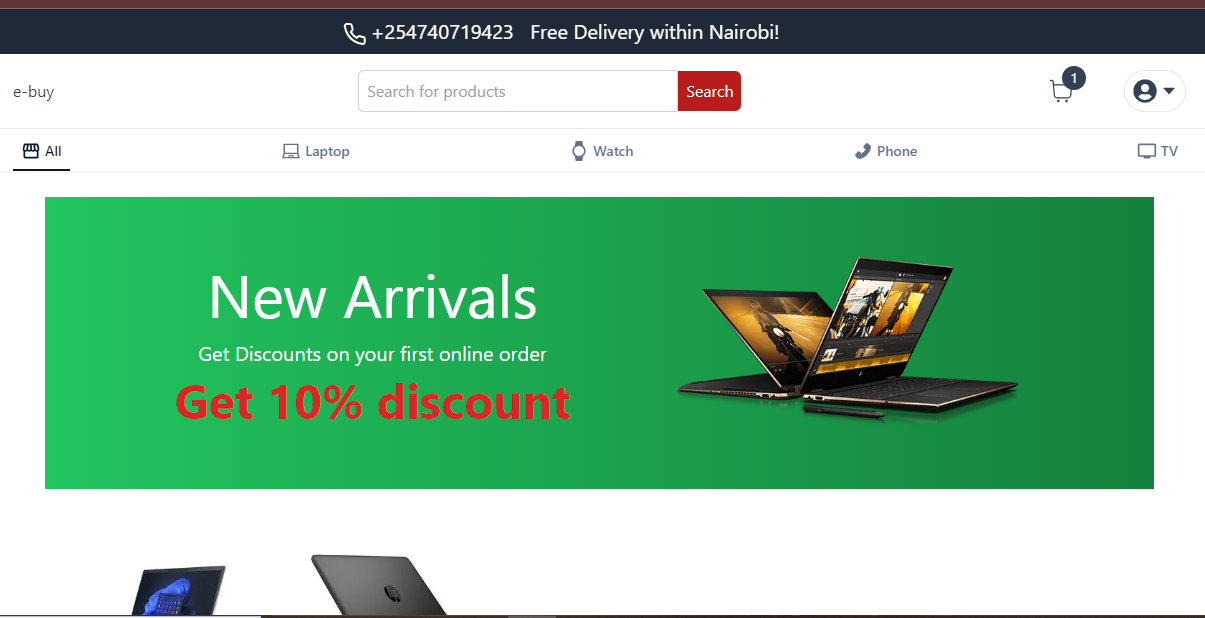 +254740719423 Free Delivery within Nairobi!
e-buy
Search for products
Search
1
All
Laptop
Watch
Phone
TV
New Arrivals
Get Discounts on your first online order
Get 10% discount
hp